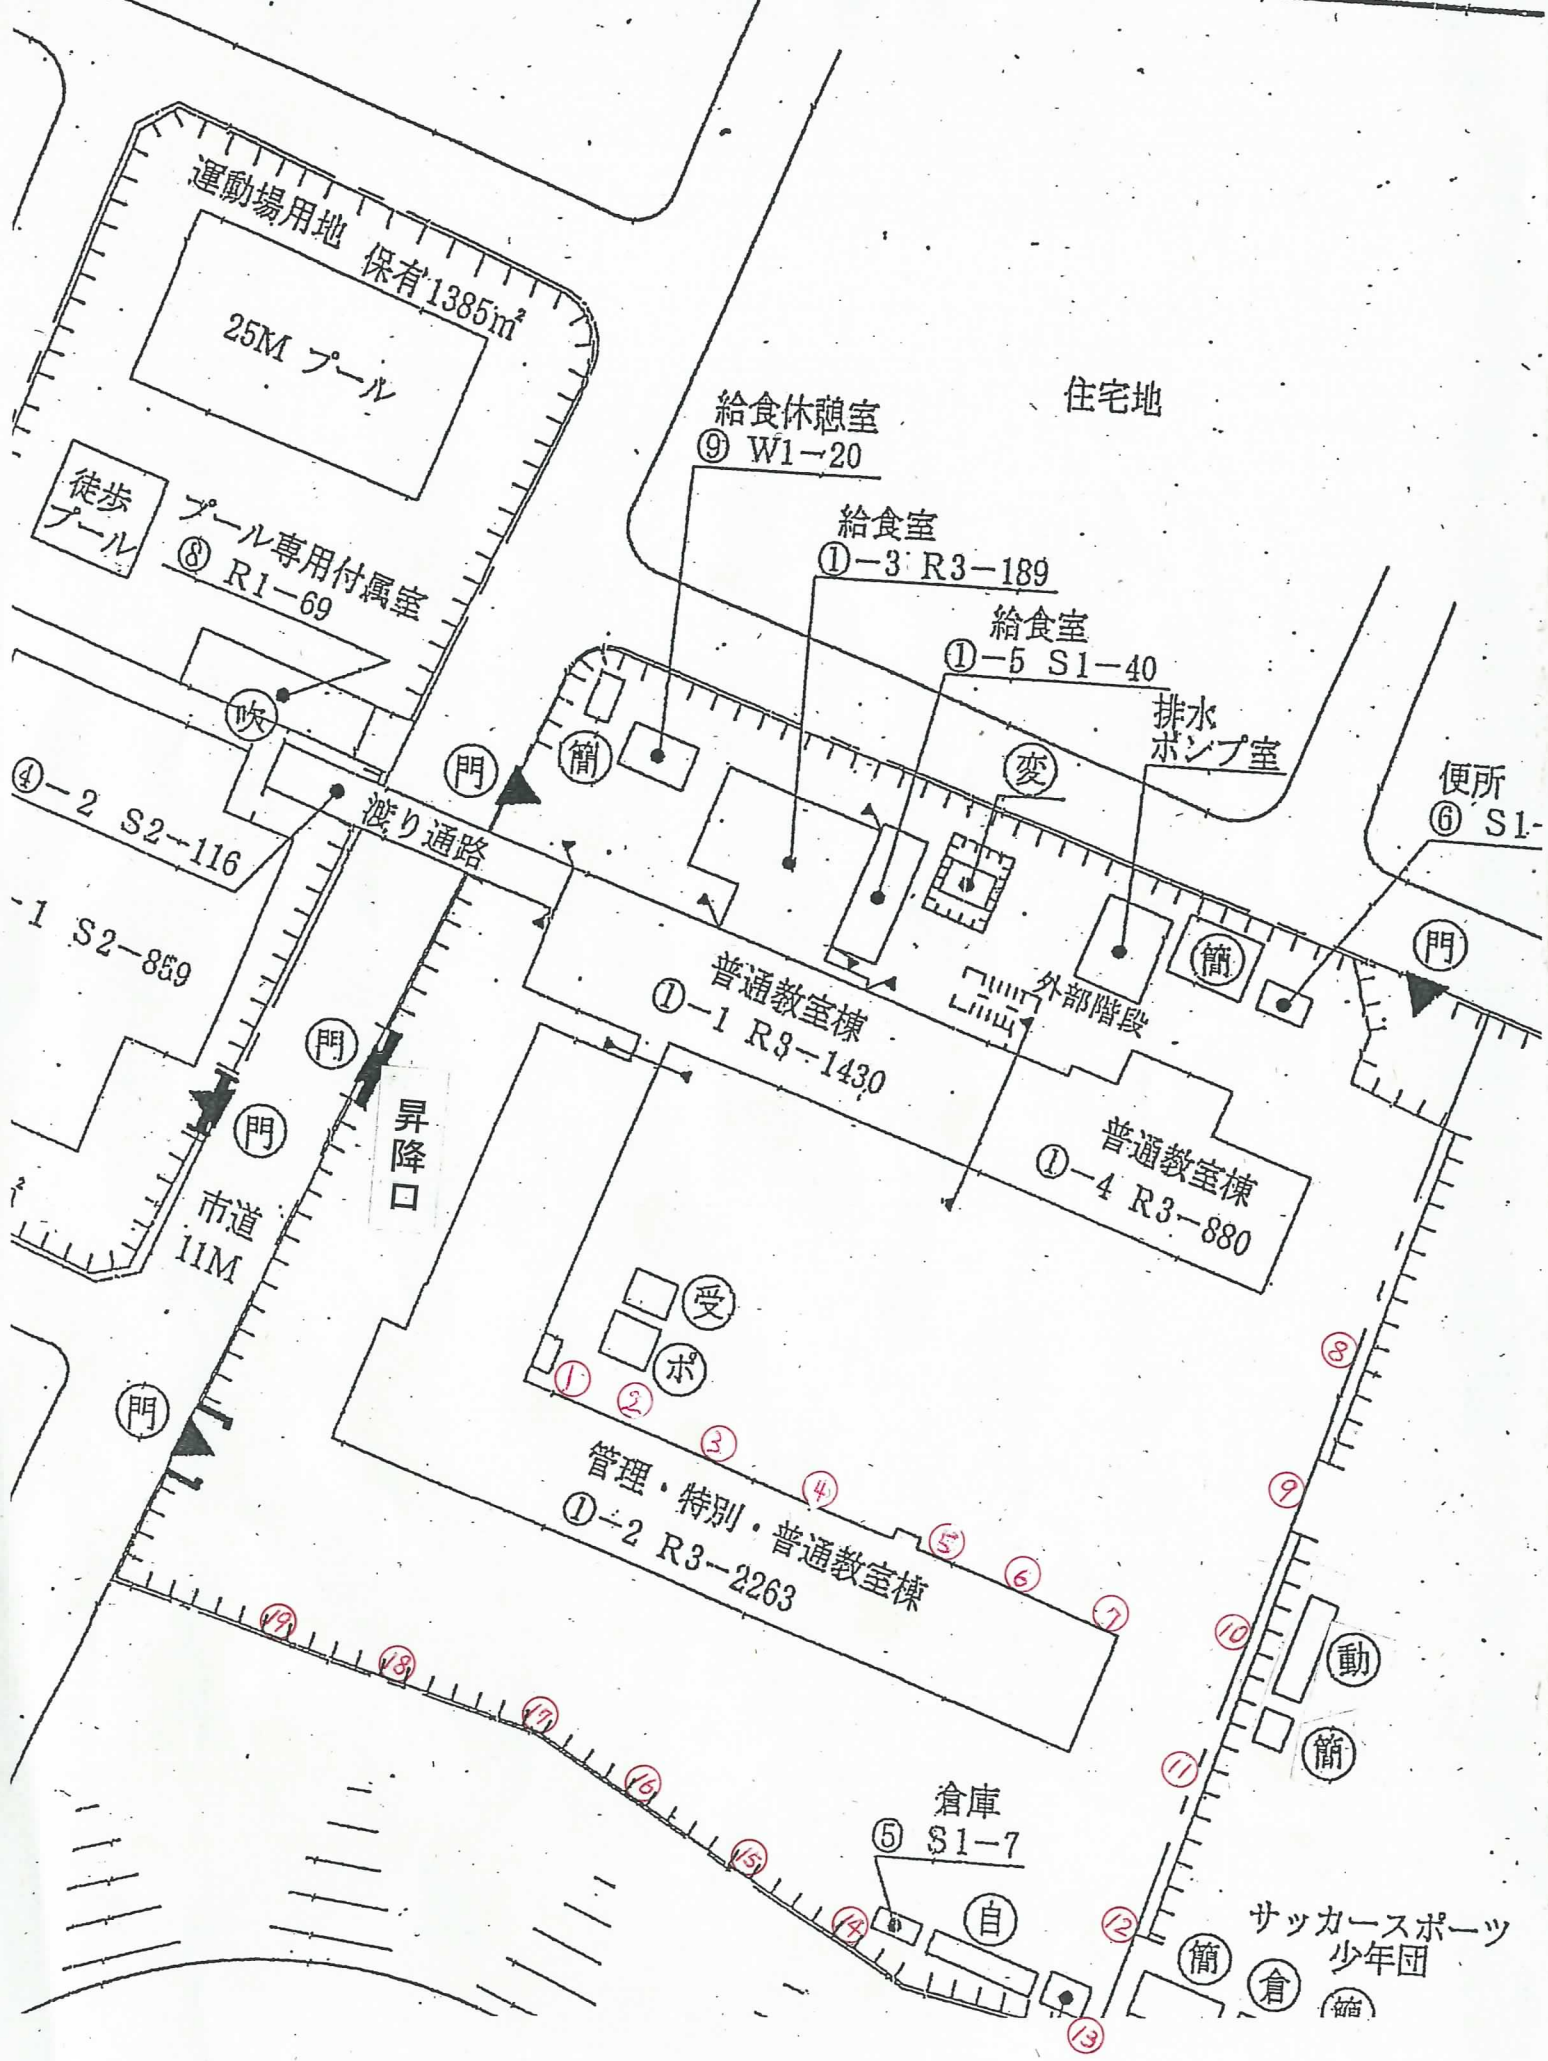 運動場用地 保有1385㎡
25M プール
徒歩
プール
プール専用付属室
⑧ R1-69
吹
給食休憩室
⑨ W1-20
住宅地
給食室
①-3 R3-189
給食室
①-5 S1-40
排水
ポンプ室
変
便所
⑥ S1-
門
簡
④-2 S2-116
渡り通路
-1 S2-859
簡
門
外部階段
普通教室棟
①-1 R3-1430
門
門
昇降口
普通教室棟
①-4 R3-880
市道
11M
受
ポ
門
①
②
③
④
⑤
⑥
⑦
⑧
⑨
⑩
⑪
⑫
⑬
⑭
⑮
⑯
⑰
⑱
⑲
管理・特別・普通教室棟
①-2 R3-2263
動
簡
倉庫
⑤ S1-7
自
サッカースポーツ
少年団
簡
倉